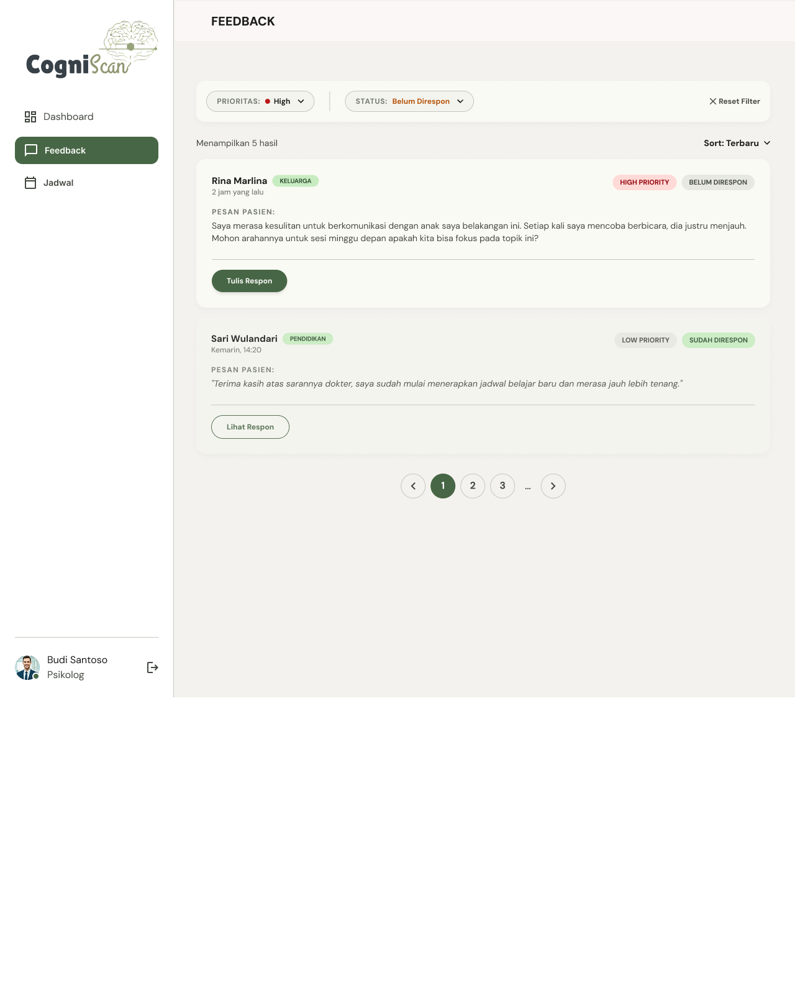 CogniScan
Dashboard
Feedback
Jadwal
Budi Santoso
Psikolog
FEEDBACK
PRIORITAS: High
STATUS: Belum Direspon
Reset Filter
Menampilkan 5 hasil
Sort: Terbaru
Rina Marlina KELUARGA
2 jam yang lalu
HIGH PRIORITY BELUM DIRESPON
PESAN PASIEN:
Saya merasa kesulitan untuk berkomunikasi dengan anak saya belakangan ini. Setiap kali saya mencoba berbicara, dia justru menjauh.
Mohon arahannya untuk sesi minggu depan apakah kita bisa fokus pada topik ini?
Tulis Respon
Sari Wulandari PENDIDIKAN
Kemarin, 14:20
LOW PRIORITY SUDAH DIRESPON
PESAN PASIEN:
"Terima kasih atas sarannya dokter, saya sudah mulai menerapkan jadwal belajar baru dan merasa jauh lebih tenang."
Lihat Respon
1 2 3 ...